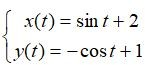 x(t) = sin t + 2
y(t) = −cos t + 1